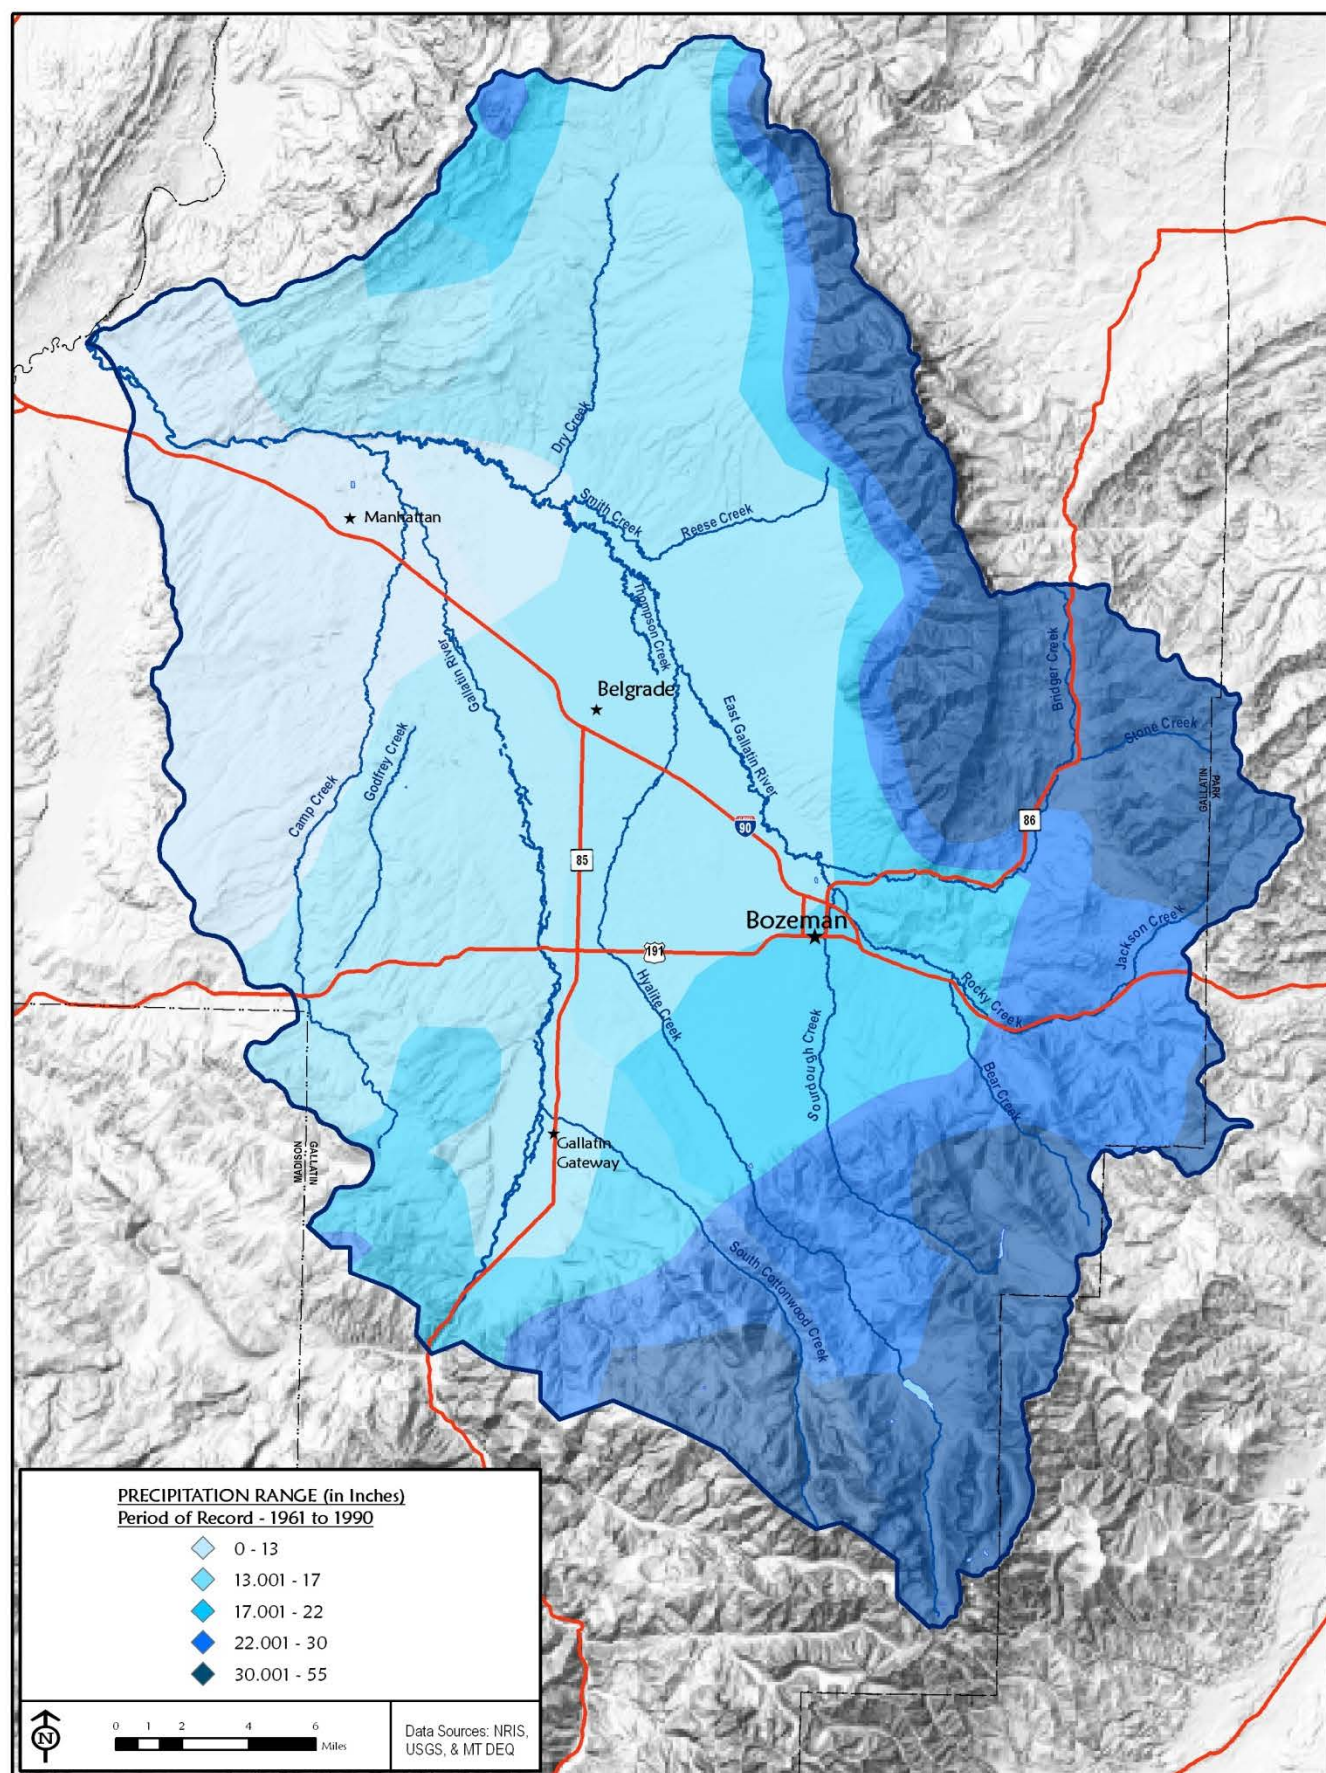 Dry Creek
Smith Creek
Reese Creek
Manhattan
Thompson Creek
Gallatin River
Bridger Creek
Belgrade
East Gallatin River
Stone Creek
Godfrey Creek
Camp Creek
GALLATIN
PARK
90
86
85
Bozeman
191
Jackson Creek
Hyalite Creek
Rocky Creek
Sourdough Creek
Bear Creek
MADISON
GALLATIN
Gallatin
Gateway
South Cottonwood Creek
PRECIPITATION RANGE (in Inches)
Period of Record - 1961 to 1990
0 - 13
13.001 - 17
17.001 - 22
22.001 - 30
30.001 - 55
N
0 1 2 4 6
Miles
Data Sources: NRIS,
USGS, & MT DEQ